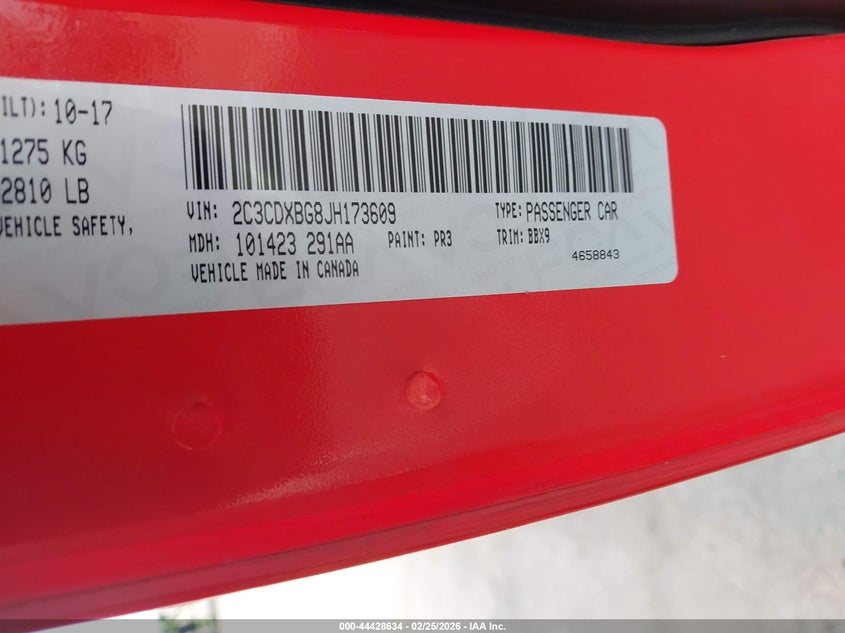 ILT): 10-17
1275 KG
2810 LB
VEHICLE SAFETY,
VIN: 2C3CDXBG8JH173609 TYPE: PASSENGER CAR
MDH: 101423 291AA PAINT: PR3 TRIM: BBX9
VEHICLE MADE IN CANADA 4658843
000-44428634 / 02/25/2026 - IAA Inc.